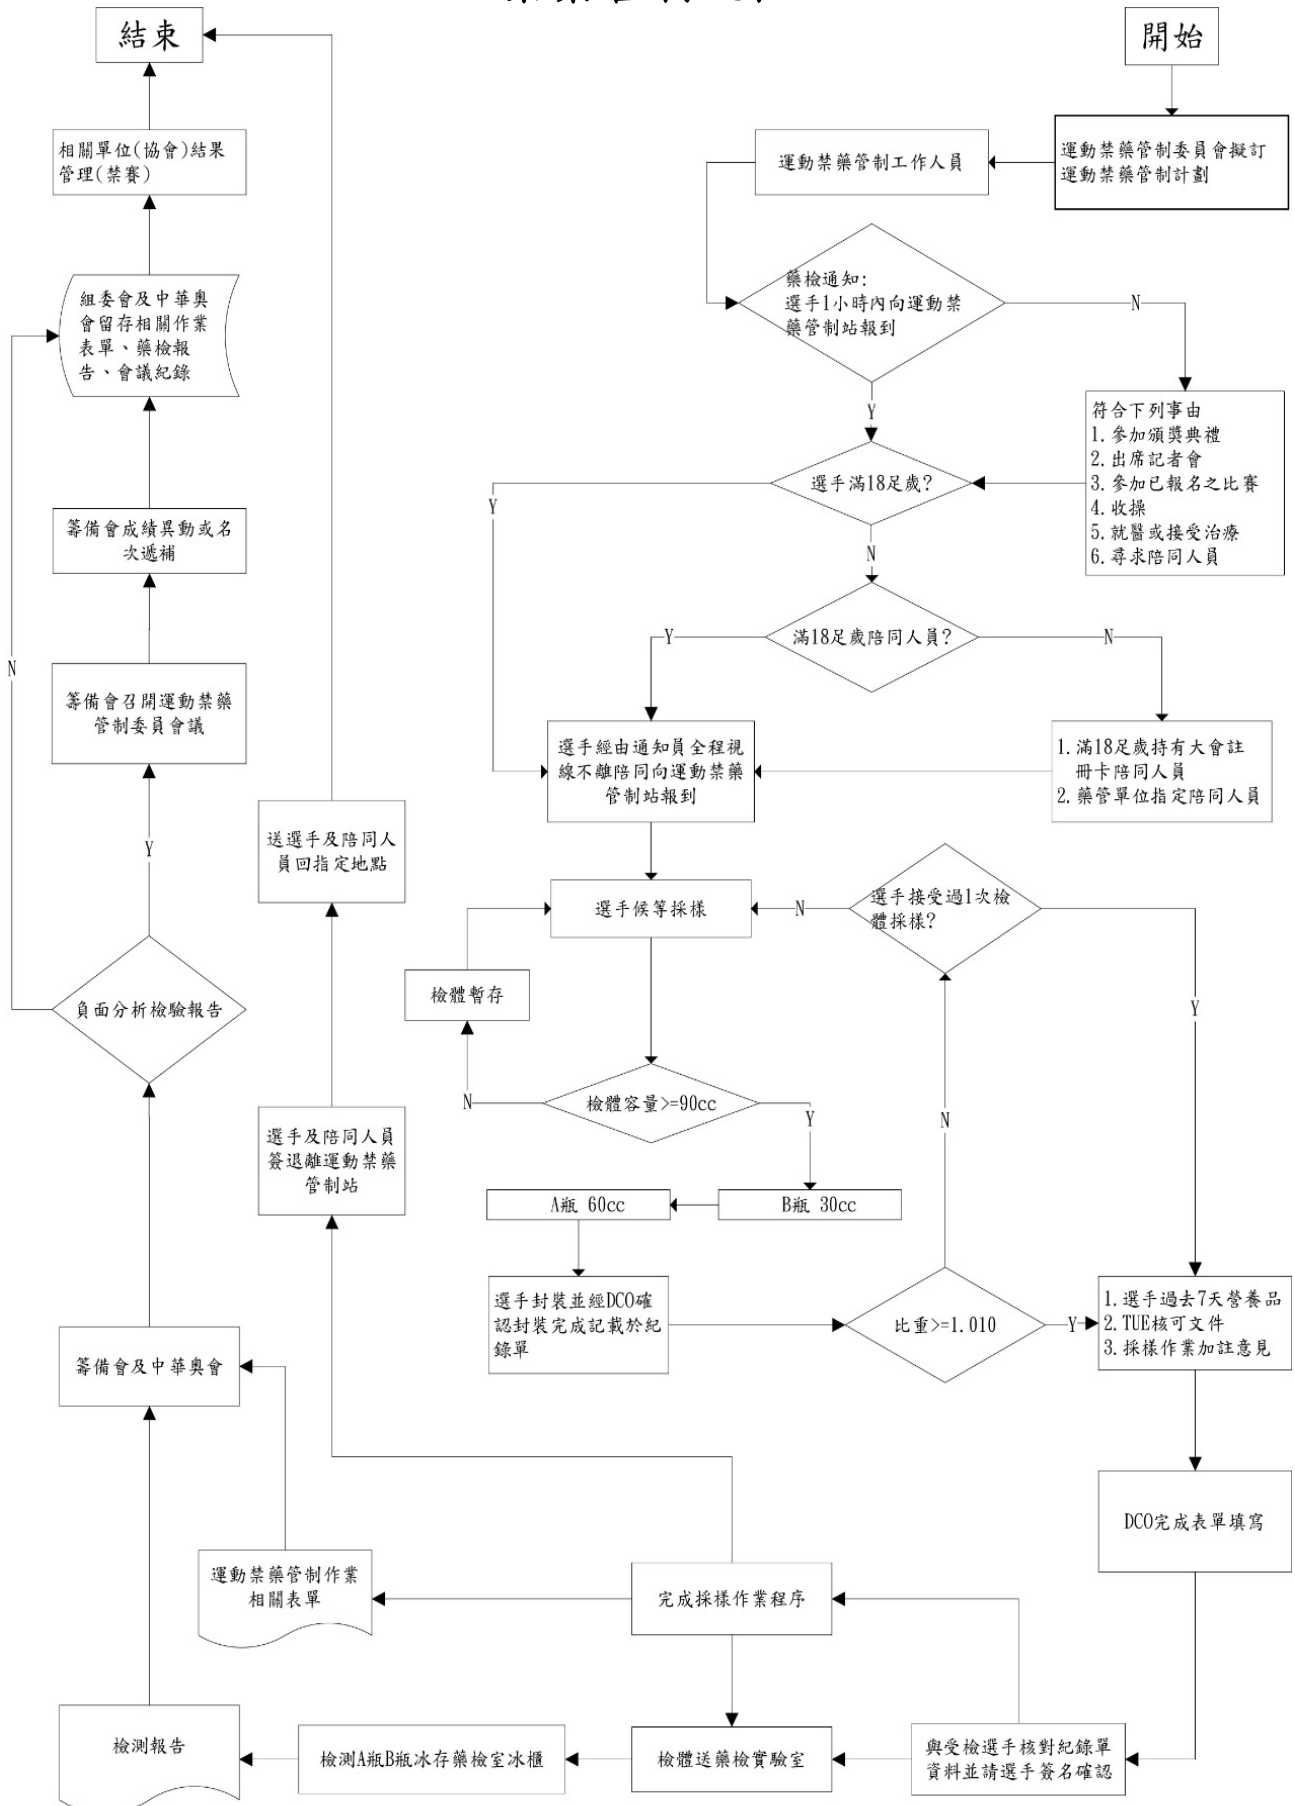 結束
開始
相關單位(協會)結果
管理(禁賽)
運動禁藥管制工作人員
運動禁藥管制委員會擬訂
運動禁藥管制計劃
藥檢通知:
選手1小時內向運動禁
藥管制站報到
N
Y
組委會及中華奧
會留存相關作業
表單、藥檢報
告、會議紀錄
符合下列事由
1. 參加頒獎典禮
2. 出席記者會
3. 參加已報名之比賽
4. 收操
5. 就醫或接受治療
6. 尋求陪同人員
選手滿18足歲?
Y
N
籌備會成績異動或名
次遞補
滿18足歲陪同人員?
Y
N
N
籌備會召開運動禁藥
管制委員會議
選手經由通知員全程視
線不離陪同向運動禁藥
管制站報到
1. 滿18足歲持有大會註
冊卡陪同人員
2. 藥管單位指定陪同人員
送選手及陪同人
員回指定地點
Y
選手候等採樣
N
選手接受過1次檢
體採樣?
Y
檢體暫存
負面分析檢驗報告
N
檢體容量>=90cc
Y
N
選手及陪同人員
簽退離運動禁藥
管制站
A瓶 60cc
B瓶 30cc
選手封裝並經DCO確
認封裝完成記載於紀
錄單
比重>=1.010
Y
1. 選手過去7天營養品
2. TUE核可文件
3. 採樣作業加註意見
籌備會及中華奧會
DCO完成表單填寫
運動禁藥管制作業
相關表單
完成採樣作業程序
檢測報告
檢測A瓶B瓶冰存藥檢室冰櫃
檢體送藥檢實驗室
與受檢選手核對紀錄單
資料並請選手簽名確認